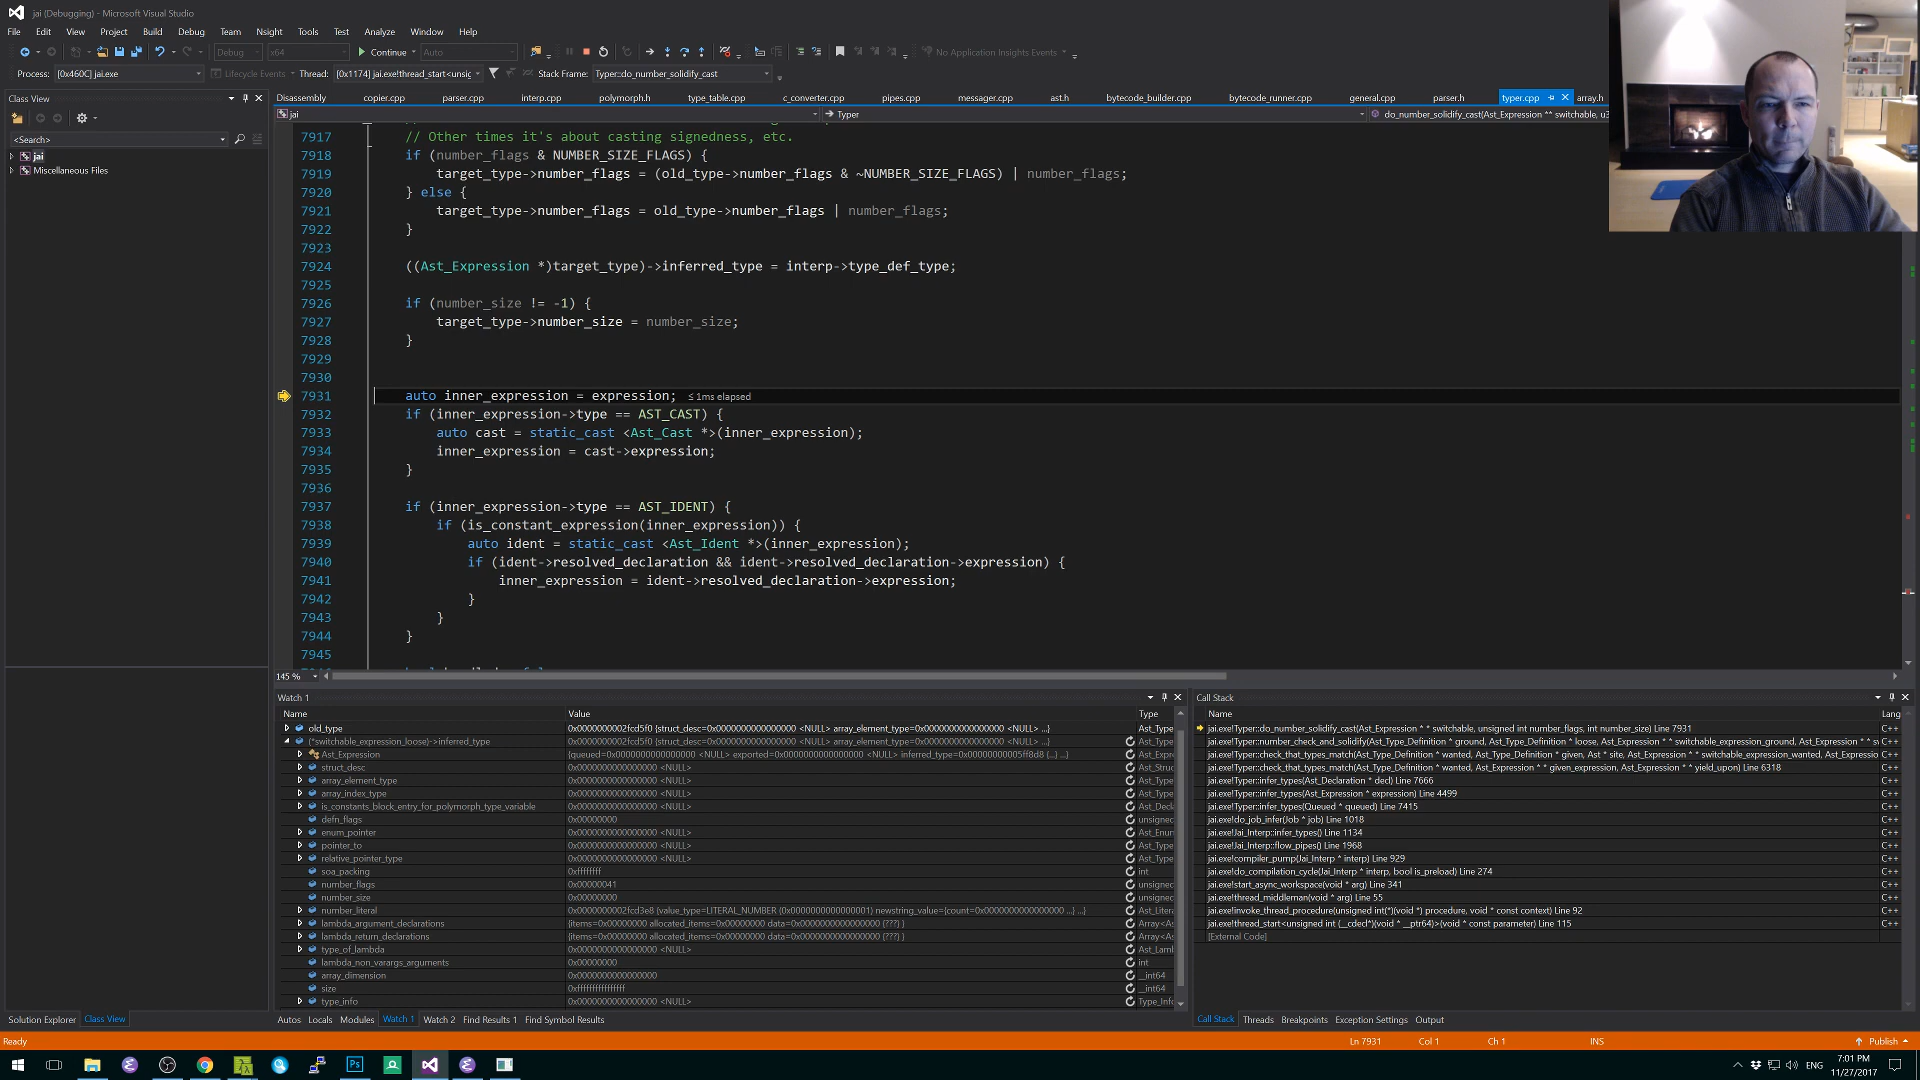 jai (Debugging) - Microsoft Visual Studio
File Edit View Project Build Debug Team Nsight Tools Test Analyze Window Help
Debug x64 Continue Auto No Application Insights Events
Process: [0x460C] jai.exe Lifecycle Events Thread: [0x1174] jai.exe!thread_start<unsig Stack Frame: Typer::do_number_solidify_cast
Class View
Disassembly copier.cpp parser.cpp interp.cpp polymorph.h type_table.cpp c_converter.cpp pipes.cpp messager.cpp ast.h bytecode_builder.cpp bytecode_runner.cpp general.cpp parser.h typer.cpp array.h
jai Typer do_number_solidify_cast(Ast_Expression ** switchable, u3
<Search>
jai
Miscellaneous Files
7917 // Other times it's about casting signedness, etc.
7918 if (number_flags & NUMBER_SIZE_FLAGS) {
7919 target_type->number_flags = (old_type->number_flags & ~NUMBER_SIZE_FLAGS) | number_flags;
7920 } else {
7921 target_type->number_flags = old_type->number_flags | number_flags;
7922 }
7923
7924 ((Ast_Expression *)target_type)->inferred_type = interp->type_def_type;
7925
7926 if (number_size != -1) {
7927 target_type->number_size = number_size;
7928 }
7929
7930
7931 auto inner_expression = expression; ≤ 1ms elapsed
7932 if (inner_expression->type == AST_CAST) {
7933 auto cast = static_cast <Ast_Cast *>(inner_expression);
7934 inner_expression = cast->expression;
7935 }
7936
7937 if (inner_expression->type == AST_IDENT) {
7938 if (is_constant_expression(inner_expression)) {
7939 auto ident = static_cast <Ast_Ident *>(inner_expression);
7940 if (ident->resolved_declaration && ident->resolved_declaration->expression) {
7941 inner_expression = ident->resolved_declaration->expression;
7942 }
7943 }
7944 }
7945
145 %
Watch 1
Name Value Type
old_type 0x0000000002fcd5f0 {struct_desc=0x0000000000000000 <NULL> array_element_type=0x0000000000000000 <NULL> ...} Ast_Type
(*switchable_expression_loose)->inferred_type 0x0000000002fcd5f0 {struct_desc=0x0000000000000000 <NULL> array_element_type=0x0000000000000000 <NULL> ...} Ast_Type
Ast_Expression {queued=0x0000000000000000 <NULL> exported=0x0000000000000000 <NULL> inferred_type=0x00000000005ff8d8 {...} ...} Ast_Expre
struct_desc 0x0000000000000000 <NULL> Ast_Struc
array_element_type 0x0000000000000000 <NULL> Ast_Type
array_index_type 0x0000000000000000 <NULL> Ast_Type
is_constants_block_entry_for_polymorph_type_variable 0x0000000000000000 <NULL> Ast_Decla
defn_flags 0x00000000 unsigned
enum_pointer 0x0000000000000000 <NULL> Ast_Enun
pointer_to 0x0000000000000000 <NULL> Ast_Type
relative_pointer_type 0x0000000000000000 <NULL> Ast_Type
soa_packing 0xffffffff int
number_flags 0x00000041 unsigned
number_size 0x00000000 unsigned
number_literal 0x0000000002fcd3e8 {value_type=LITERAL_NUMBER (0x0000000000000001) newstring_value={count=0x0000000000000000 ...} ...} Ast_Litera
lambda_argument_declarations {items=0x00000000 allocated_items=0x00000000 data=0x0000000000000000 {???} } Array<As
lambda_return_declarations {items=0x00000000 allocated_items=0x00000000 data=0x0000000000000000 {???} } Array<As
type_of_lambda 0x0000000000000000 <NULL> Ast_Lamb
lambda_non_varargs_arguments 0x00000000 int
array_dimension 0x0000000000000000 __int64
size 0xffffffffffffffff __int64
type_info 0x0000000000000000 <NULL> Type_Info
Call Stack
Name Lang
jai.exe!Typer::do_number_solidify_cast(Ast_Expression * * switchable, unsigned int number_flags, int number_size) Line 7931 C++
jai.exe!Typer::number_check_and_solidify(Ast_Type_Definition * ground, Ast_Type_Definition * loose, Ast_Expression * * switchable_expression_ground, Ast_Expression * * sv C++
jai.exe!Typer::check_that_types_match(Ast_Type_Definition * wanted, Ast_Type_Definition * given, Ast * site, Ast_Expression * * switchable_expression_wanted, Ast_Expression C++
jai.exe!Typer::check_that_types_match(Ast_Type_Definition * wanted, Ast_Expression * * given_expression, Ast_Expression * * yield_upon) Line 6318 C++
jai.exe!Typer::infer_types(Ast_Declaration * decl) Line 7666 C++
jai.exe!Typer::infer_types(Ast_Expression * expression) Line 4499 C++
jai.exe!Typer::infer_types(Queued * queued) Line 7415 C++
jai.exe!do_job_infer(Job * job) Line 1018 C++
jai.exe!Jai_Interp::infer_types() Line 1134 C++
jai.exe!Jai_Interp::flow_pipes() Line 1968 C++
jai.exe!compiler_pump(Jai_Interp * interp) Line 929 C++
jai.exe!do_compilation_cycle(Jai_Interp * interp, bool is_preload) Line 274 C++
jai.exe!start_async_workspace(void * arg) Line 341 C++
jai.exe!thread_middleman(void * arg) Line 55 C++
jai.exe!invoke_thread_procedure(unsigned int(*)(void *) procedure, void * const context) Line 92 C++
jai.exe!thread_start<unsigned int (__cdecl*)(void * __ptr64)>(void * const parameter) Line 115 C++
[External Code]
Solution Explorer Class View Autos Locals Modules Watch 1 Watch 2 Find Results 1 Find Symbol Results Call Stack Threads Breakpoints Exception Settings Output
Ready Ln 7931 Col 1 Ch 1 INS Publish
ENG 7:01 PM
11/27/2017